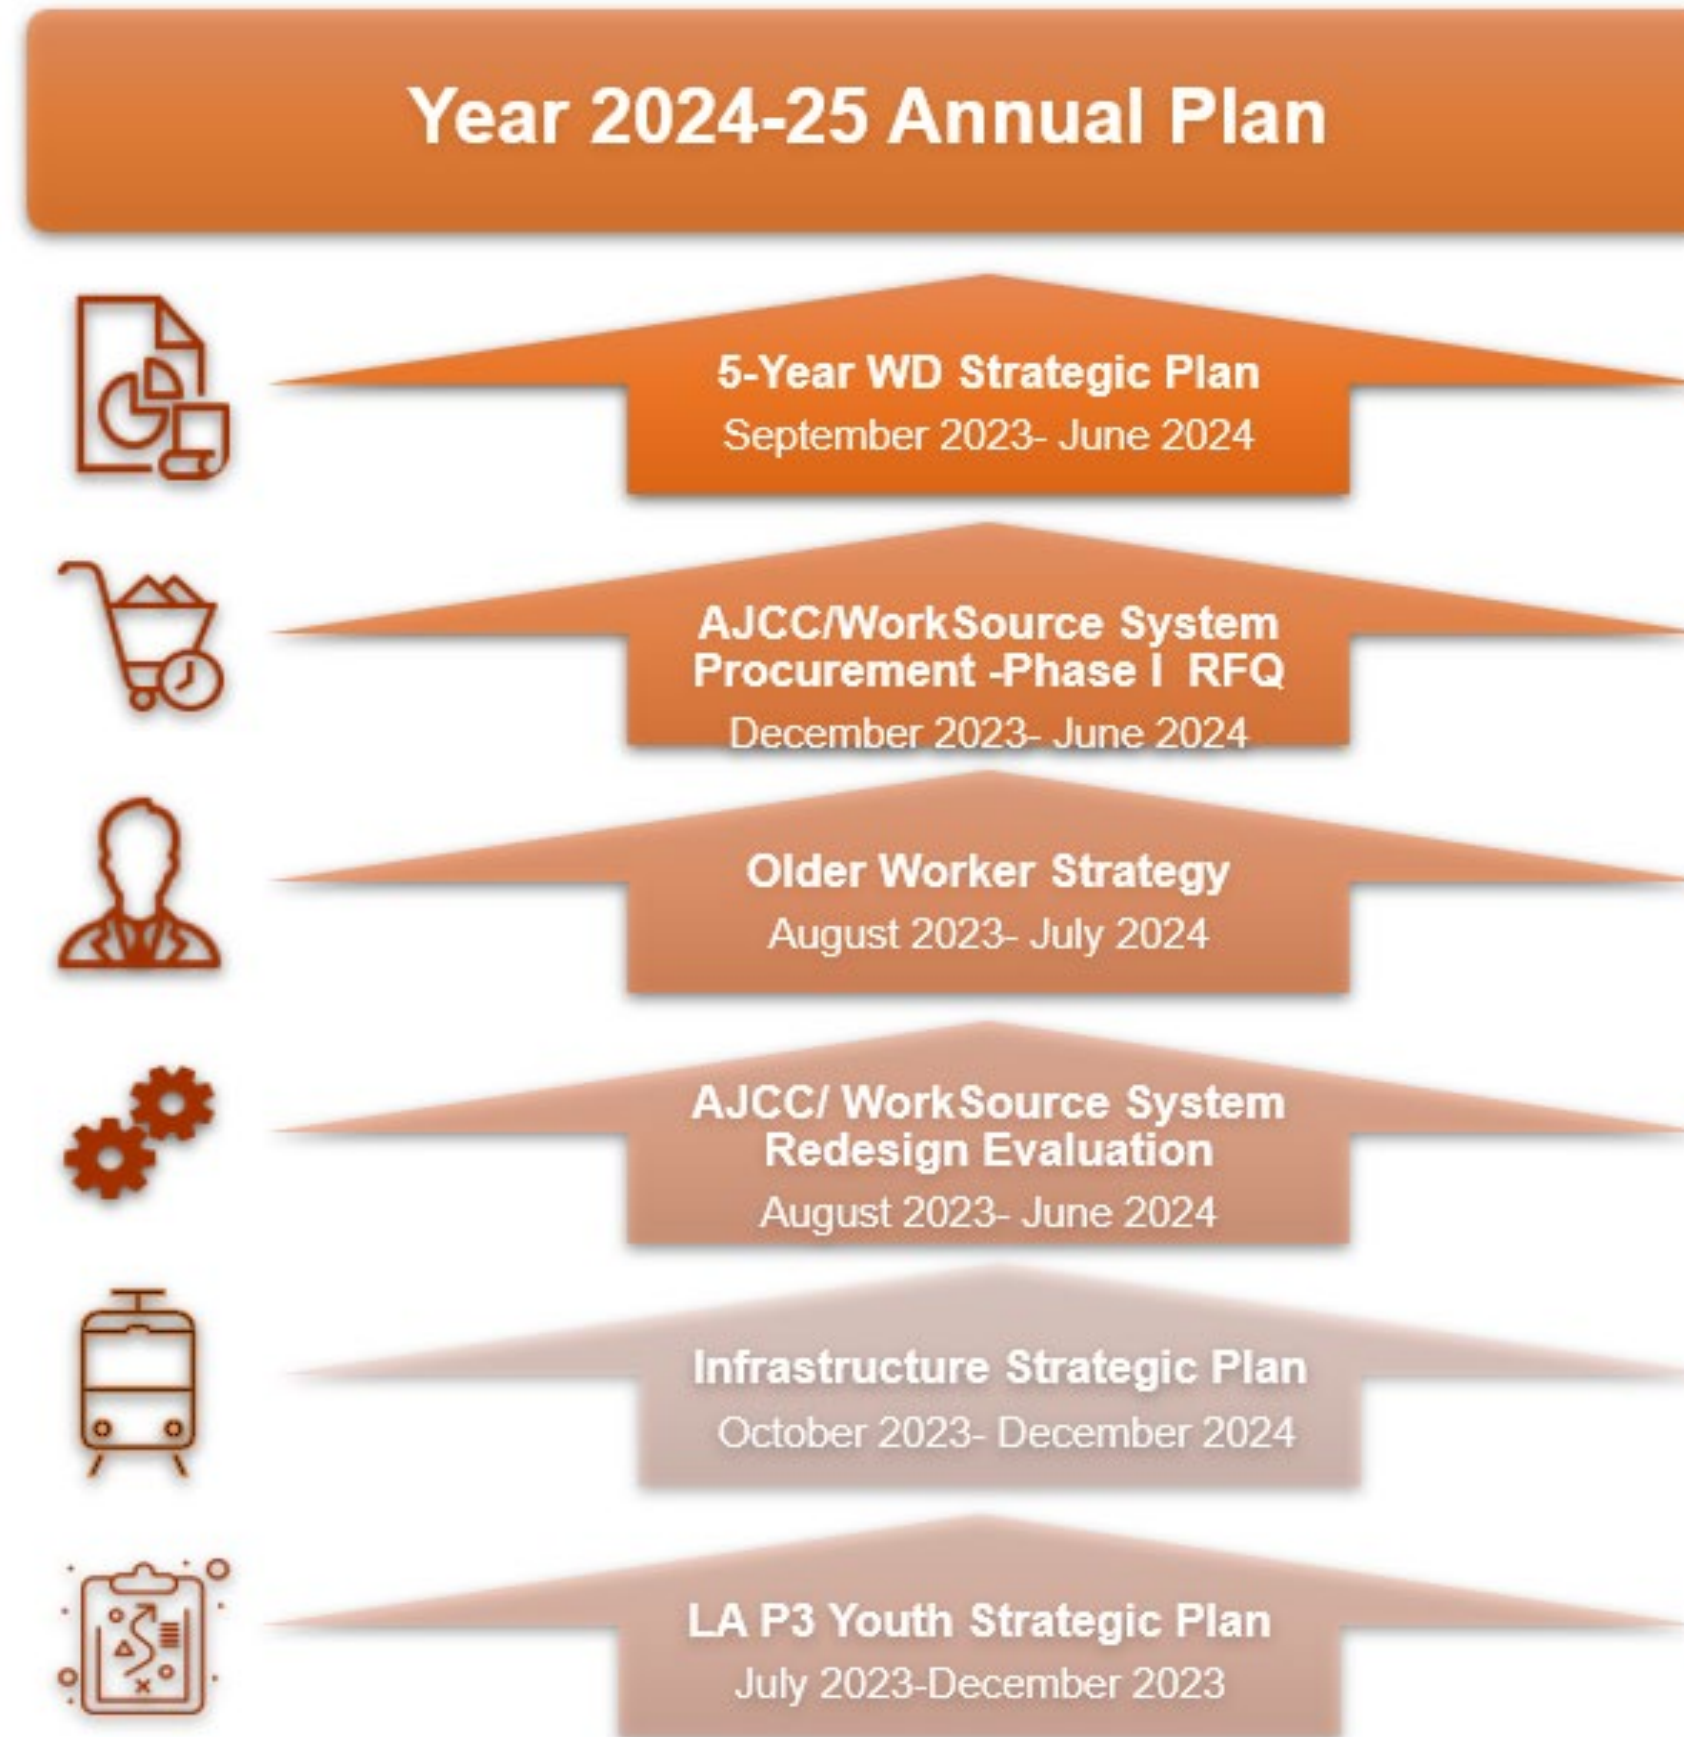 Year 2024-25 Annual Plan
5-Year WD Strategic Plan
September 2023- June 2024
AJCC/WorkSource System
Procurement -Phase I  RFQ
December 2023- June 2024
Older Worker Strategy
August 2023- July 2024
AJCC/ WorkSource System
Redesign Evaluation
August 2023- June 2024
Infrastructure Strategic Plan
October 2023- December 2024
LA P3 Youth Strategic Plan
July 2023-December 2023